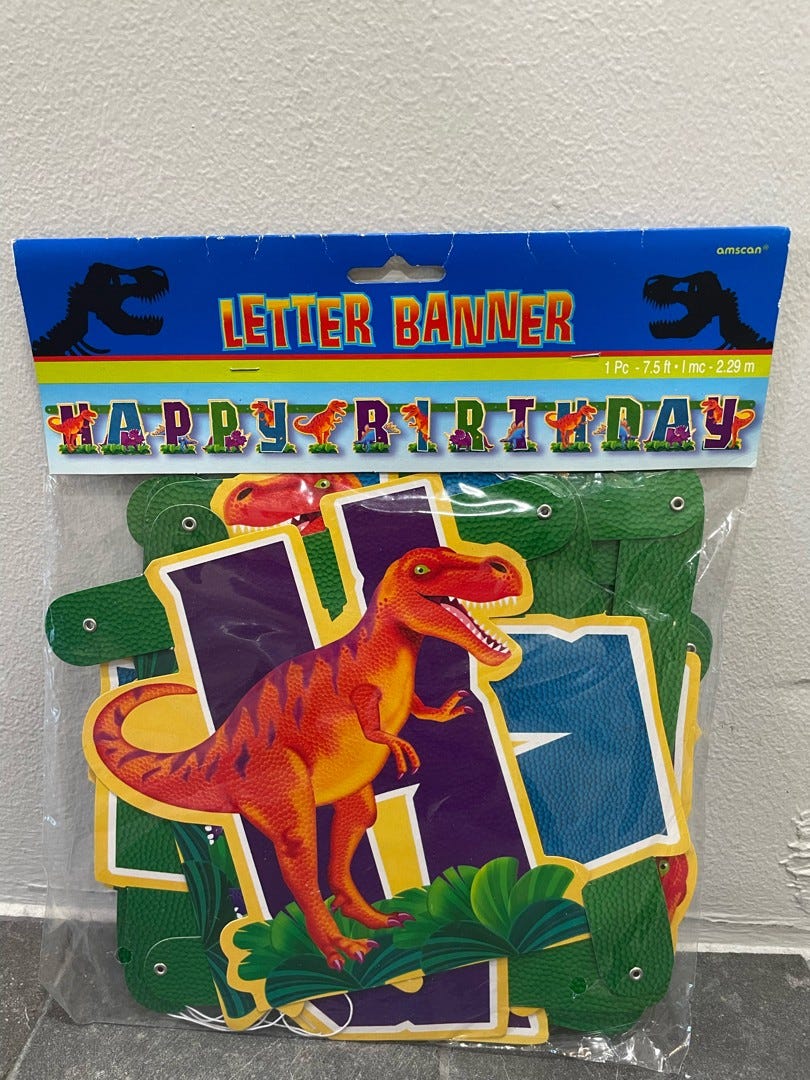 amscan®
LETTER BANNER
1 Pc - 7.5 ft • 1 mc - 2.29 m
HAPPY BIRTHDAY
H